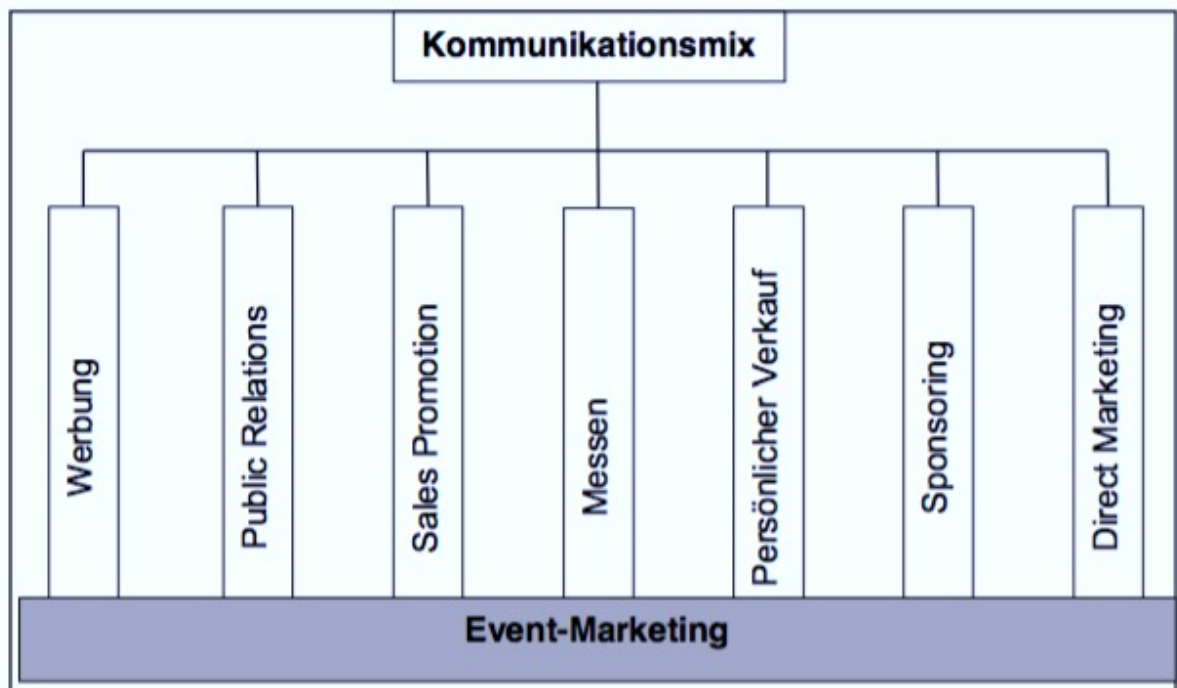 Kommunikationsmix
Werbung
Public Relations
Sales Promotion
Messen
Persönlicher Verkauf
Sponsoring
Direct Marketing
Event-Marketing